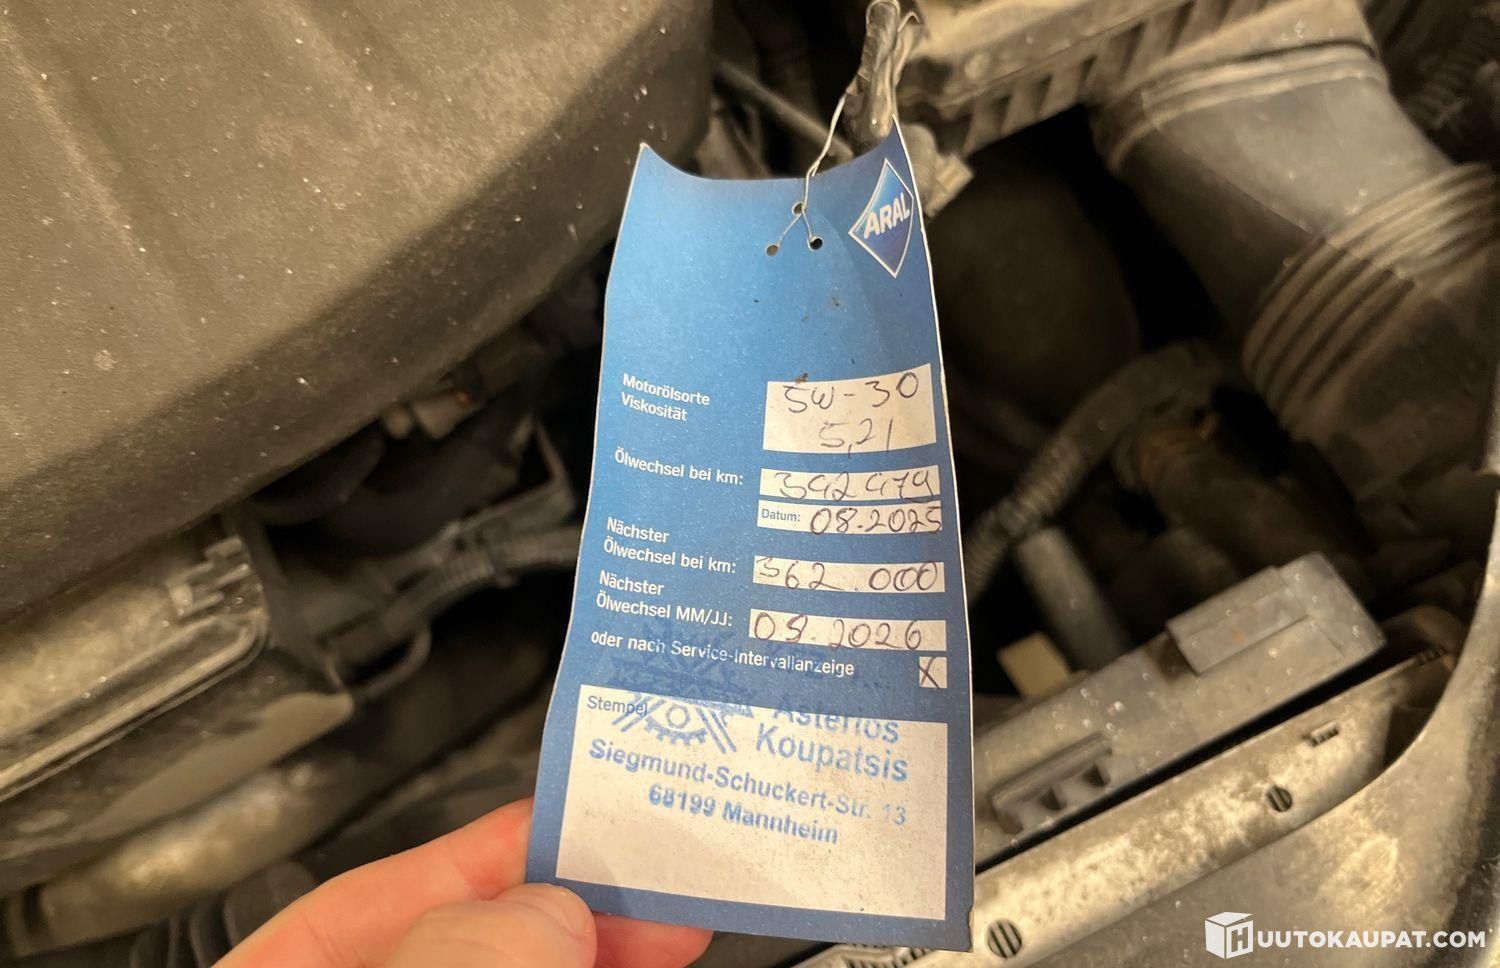 ARAL
Motorölsorte
Viskosität
5W-30
5,2l
Ölwechsel bei km:
342479
Datum: 08.2025
Nächster
Ölwechsel bei km:
362.000
Nächster
Ölwechsel MM/JJ:
08.2026
oder nach Service-Intervallanzeige
X
Stempel
Asterios
Koupatsis
Siegmund-Schuckert-Str. 13
68199 Mannheim
HUUTOKAUPAT.COM